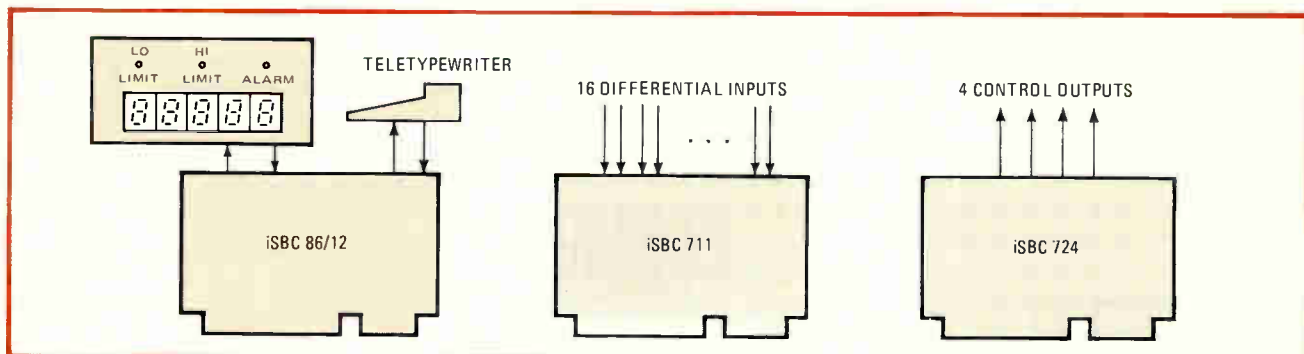 LO HI
LIMIT LIMIT ALARM
88888
TELETYPEWRITER
16 DIFFERENTIAL INPUTS
. . .
4 CONTROL OUTPUTS
iSBC 86/12
iSBC 711
iSBC 724